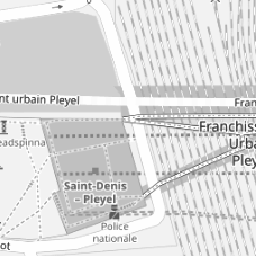 nt urbain Pleyel
Fran
Franchiss
Urba
Pley
eadspinna
Saint-Denis
– Pleyel
Police
nationale
ot